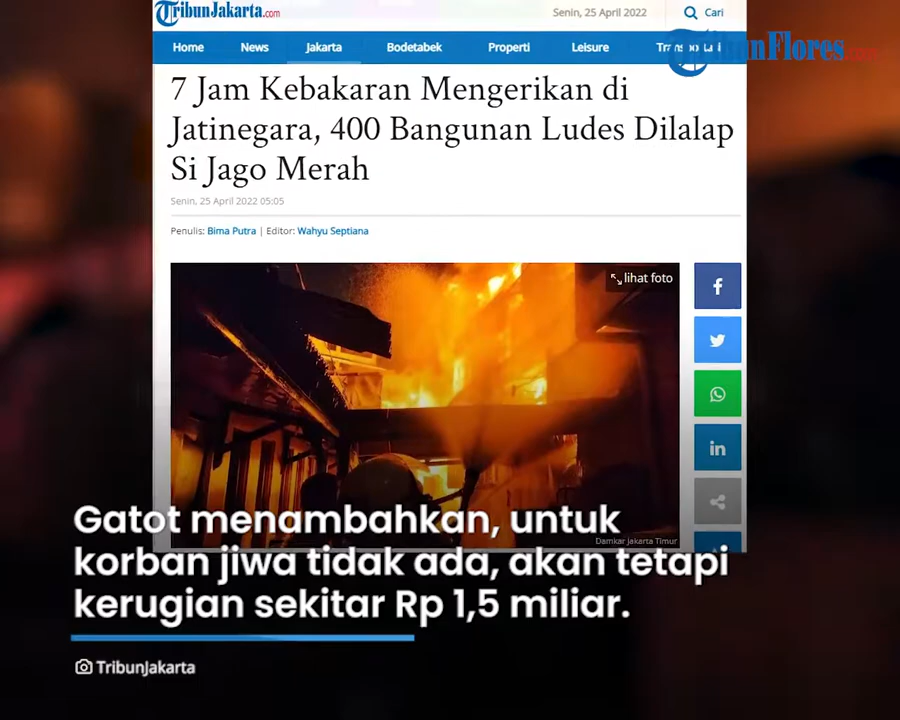 TribunJakarta.com
Senin, 25 April 2022
Cari
Home News Jakarta Bodetabek Properti Leisure
TribunFlores.com
7 Jam Kebakaran Mengerikan di
Jatinegara, 400 Bangunan Ludes Dilalap
Si Jago Merah
Senin, 25 April 2022 05:05
Penulis: Bima Putra | Editor: Wahyu Septiana
lihat foto
Damkar Jakarta Timur
Gatot menambahkan, untuk
korban jiwa tidak ada, akan tetapi
kerugian sekitar Rp 1,5 miliar.
TribunJakarta